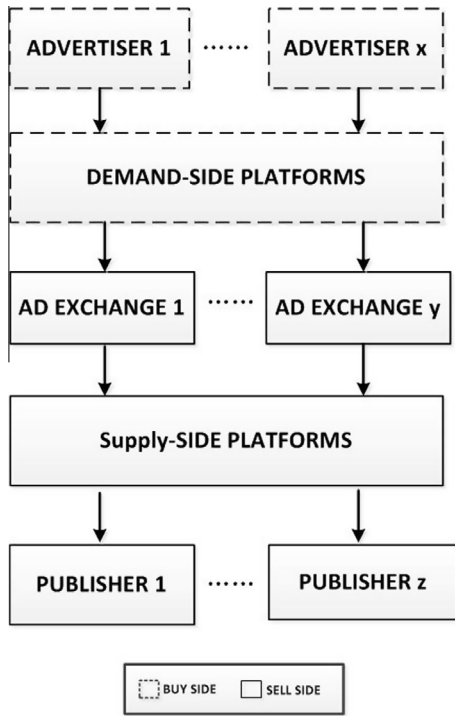 ADVERTISER 1 ...... ADVERTISER x
DEMAND-SIDE PLATFORMS
AD EXCHANGE 1 ...... AD EXCHANGE y
Supply-SIDE PLATFORMS
PUBLISHER 1 ...... PUBLISHER z
BUY SIDE SELL SIDE